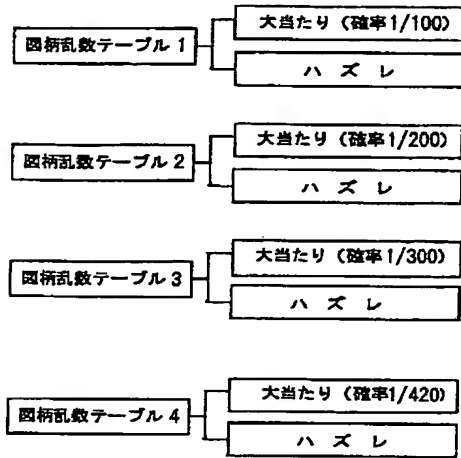 大当たり（確率1/100）
図柄乱数テーブル 1
ハ ズ レ
大当たり（確率1/200）
図柄乱数テーブル 2
ハ ズ レ
大当たり（確率1/300）
図柄乱数テーブル 3
ハ ズ レ
大当たり（確率1/420）
図柄乱数テーブル 4
ハ ズ レ